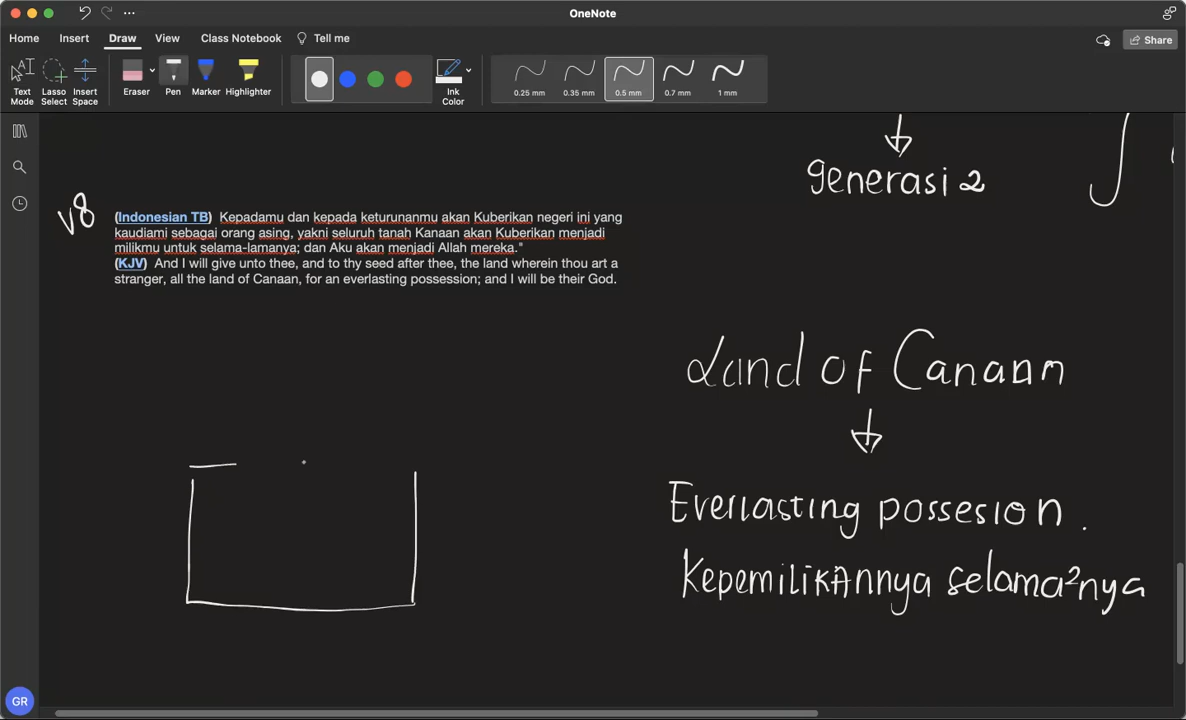 OneNote
Home Insert Draw View Class Notebook Tell me
Share
Text Mode
Lasso Select
Insert Space
Eraser
Pen
Marker
Highlighter
Ink Color
0.25 mm
0.35 mm
0.5 mm
0.7 mm
1 mm
generasi 2
v8
(Indonesian TB) Kepadamu dan kepada keturunanmu akan Kuberikan negeri ini yang
kaudiami sebagai orang asing, yakni seluruh tanah Kanaan akan Kuberikan menjadi
milikmu untuk selama-lamanya; dan Aku akan menjadi Allah mereka."
(KJV) And I will give unto thee, and to thy seed after thee, the land wherein thou art a
stranger, all the land of Canaan, for an everlasting possession; and I will be their God.
Land of Canaan
Everlasting possesion.
Kepemilikannya selama²nya
GR